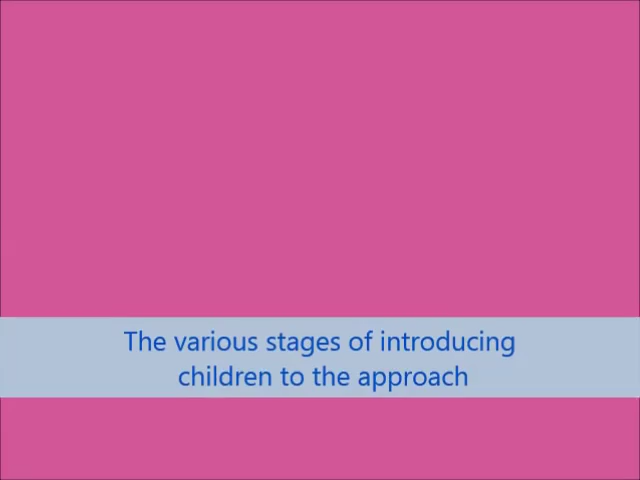 The various stages of introducing
children to the approach